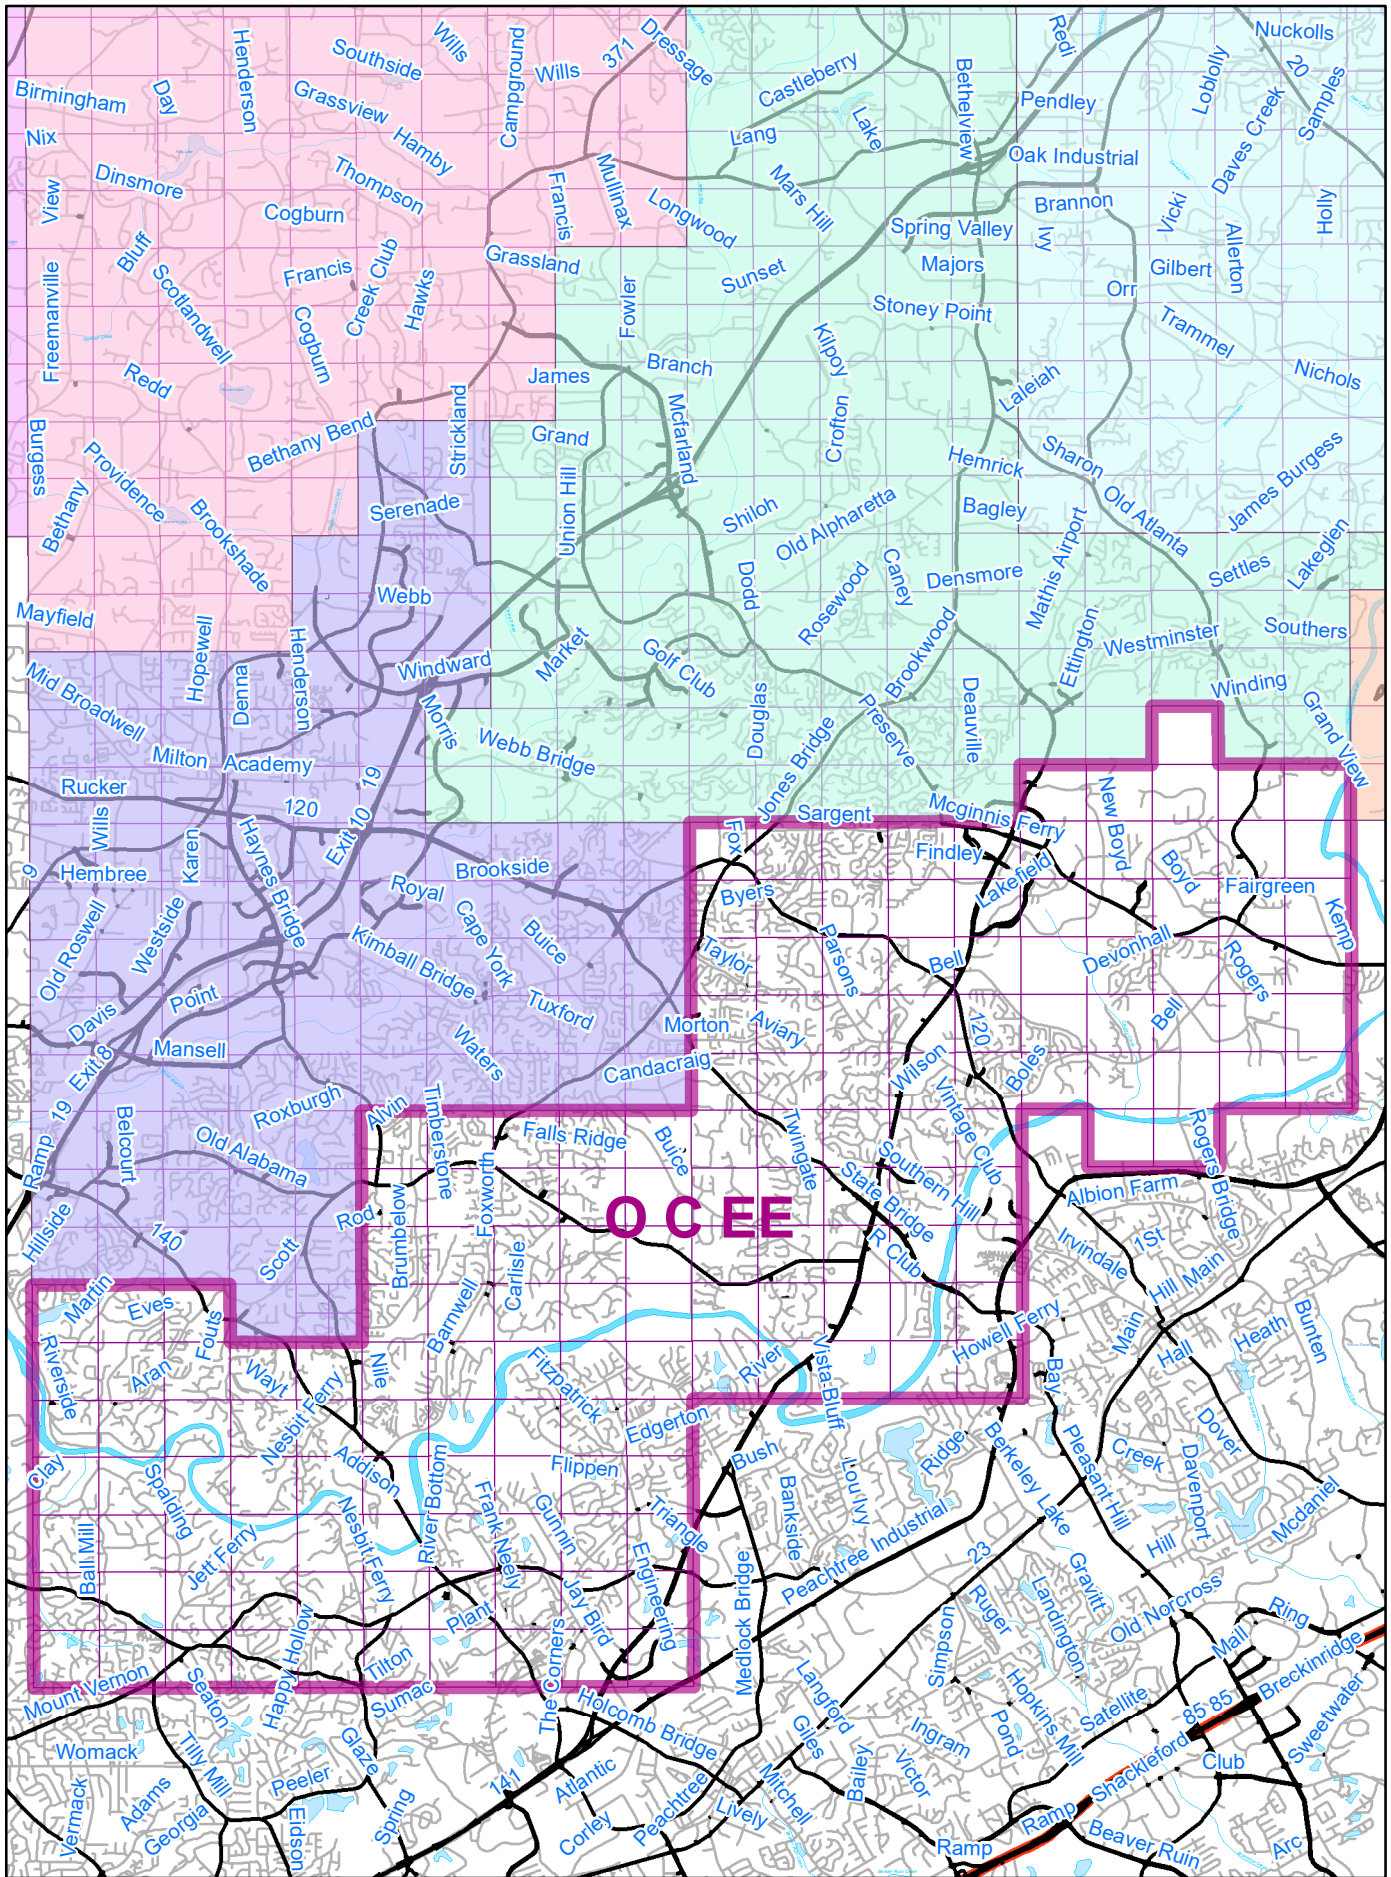 Nuckolls
Redi
Wills
Dressage
Henderson
Southside
371
Campground
Wills
20
Loblolly
Samples
Birmingham
Day
Grassview
Castleberry
Bethelview
Pendley
Daves Creek
Nix
Hamby
Lang
Lake
Oak Industrial
View
Dinsmore
Thompson
Francis
Mullinax
Longwood
Mars Hill
Brannon
Vicki
Holly
Cogburn
Spring Valley
Ivy
Allerton
Bluff
Grassland
Sunset
Majors
Gilbert
Freemanville
Scotlandwell
Francis
Creek Club
Hawks
Fowler
Stoney Point
Orr
Cogburn
Kilpoy
Trammel
Redd
James
Branch
Laleiah
Nichols
Burgess
Bethany Bend
Strickland
Grand
Mcfarland
Crofton
Hemrick
Sharon
James Burgess
Bethany
Providence
Brookshade
Serenade
Union Hill
Shiloh
Old Alpharetta
Bagley
Mathis Airport
Old Atlanta
Lakeglen
Settles
Webb
Dodd
Rosewood
Caney
Densmore
Mayfield
Hopewell
Henderson
Market
Golf Club
Brookwood
Ettington
Westminster
Southers
Mid Broadwell
Denna
Windward
Morris
Douglas
Preserve
Deauville
Winding
Grand View
Milton
Academy
Webb Bridge
Jones Bridge
Rucker
120
19
Exit 10
Sargent
Mcginnis Ferry
New Boyd
Wills
Karen
Haynes Bridge
Fox
Findley
Lakefield
Boyd
9
Hembree
Royal
Brookside
Byers
Fairgreen
Kemp
Old Roswell
Westside
Cape York
Buice
Kimball Bridge
Taylor
Parsons
Bell
Devonhall
Rogers
Davis
Point
Tuxford
Morton
Aviary
120
Bell
Exit 8
Mansell
Waters
Candacraig
Wilson
Boles
19
Ramp
Belcourt
Roxburgh
Alvin
Timberstone
Vintage Club
Rogers Bridge
Old Alabama
Falls Ridge
Buice
Twingate
Southern Hill
State Bridge
Albion Farm
Hillside
140
Rod
Brumbelow
Foxworth
O C EE
R Club
Irvindale
1St
Scott
Carlisle
Hill Main
Martin
Eves
Fouts
Barnwell
Howell Ferry
Main
Bunten
Riverside
Aran
Wayt
Nile
Fitzpatrick
River
Vista Bluff
Bay
Hall
Heath
Nesbit Ferry
Edgerton
Dover
Clay
Spalding
Addison
River Bottom
Flippen
Bush
Lou Ivy
Ridge
Berkeley Lake
Pleasant Hill
Creek
Davenport
Mcdaniel
Ball Mill
Jett Ferry
Nesbit Ferry
Frank Neely
Gunnin
Triangle
Bankside
Peachtree Industrial
Hill
Engineering
Medlock Bridge
23
Gravitt
Happy Hollow
Plant
Jay Bird
Simpson
Ruger
Landington
Old Norcross
Ring
Mount Vernon
Seaton
Tilton
Sumac
The Corners
Holcomb Bridge
Langford
Hopkins Mill
Satellite
Mall
Breckinridge
85 85
Sweetwater
Womack
Tilly Mill
Glaze
Giles
Ingram
Pond
Shackleford
Club
Vermack
Adams
Peeler
141
Atlantic
Mitchell
Bailey
Victor
Georgia
Eidson
Spring
Corley
Peachtree
Lively
Ramp
Ramp
Beaver Ruin
Arc